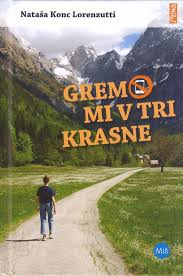 Nataša Konc Lorenzutti
GREMO
MI V TRI
KRASNE
Miš